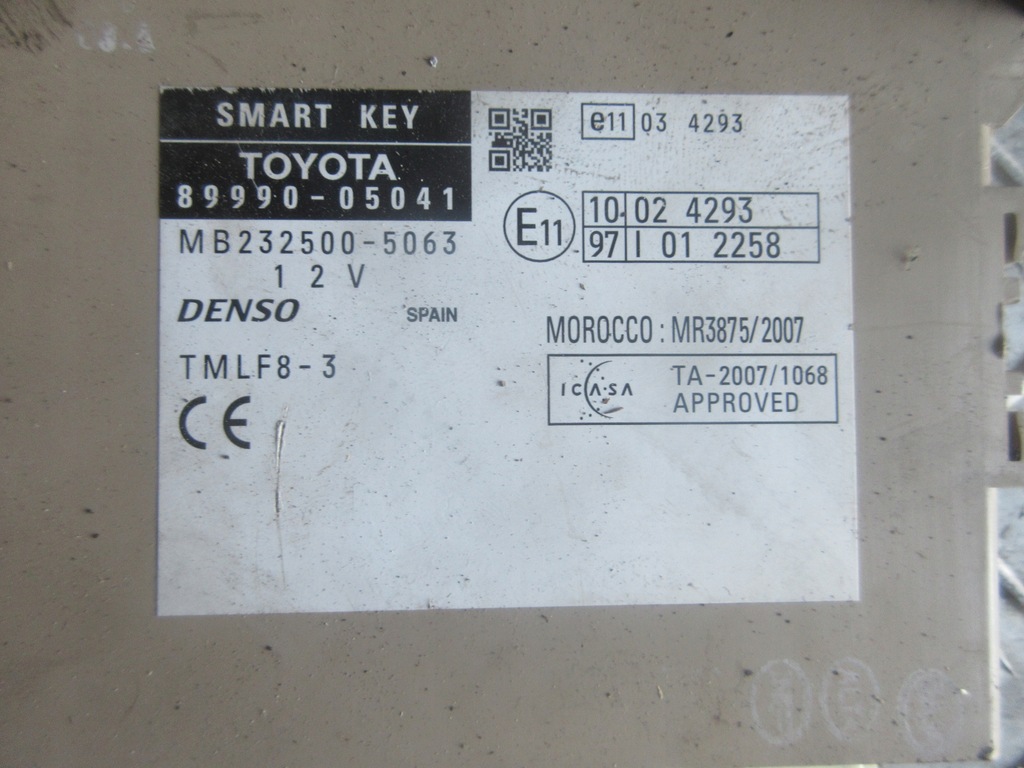 SMART KEY
TOYOTA
89990-05041
MB232500-5063
12V
DENSO SPAIN
TMLF8-3
CE
e11 03 4293
E11
10 02 4293
97 I 01 2258
MOROCCO : MR3875/2007
ICASA TA-2007/1068
APPROVED